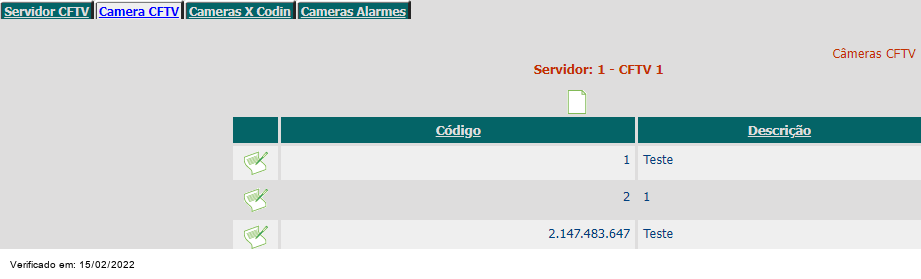 Servidor CFTV Camera CFTV Cameras X Codin Cameras Alarmes
Câmeras CFTV
Servidor: 1 - CFTV 1
Código Descrição
1 Teste
2 1
2.147.483.647 Teste
Verificado em: 15/02/2022